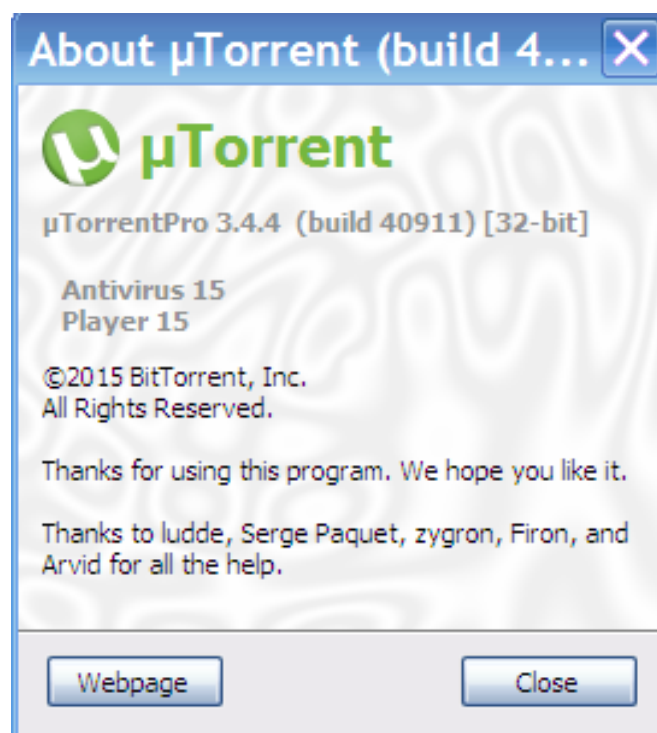 About µTorrent (build 4...
µTorrent
µTorrentPro 3.4.4 (build 40911) [32-bit]
Antivirus 15
Player 15
©2015 BitTorrent, Inc.
All Rights Reserved.
Thanks for using this program. We hope you like it.
Thanks to ludde, Serge Paquet, zygron, Firon, and
Arvid for all the help.
Webpage
Close